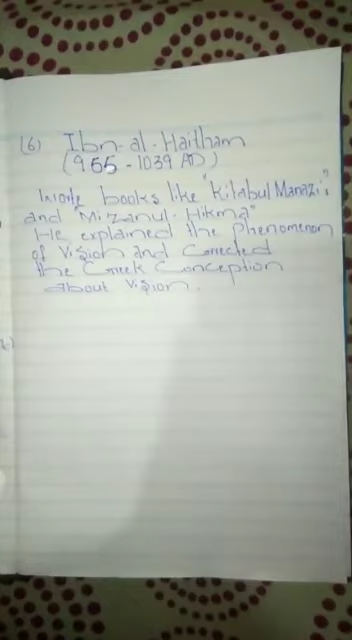 (6) Ibn-al-Haitham
(965 - 1039 AD)
Wrote books like "Kitabul Manazi's
and "Mizanul-Hikma"
He explained the Phenomenon
of Vision and Corrected
the Greek Conception
about Vision.